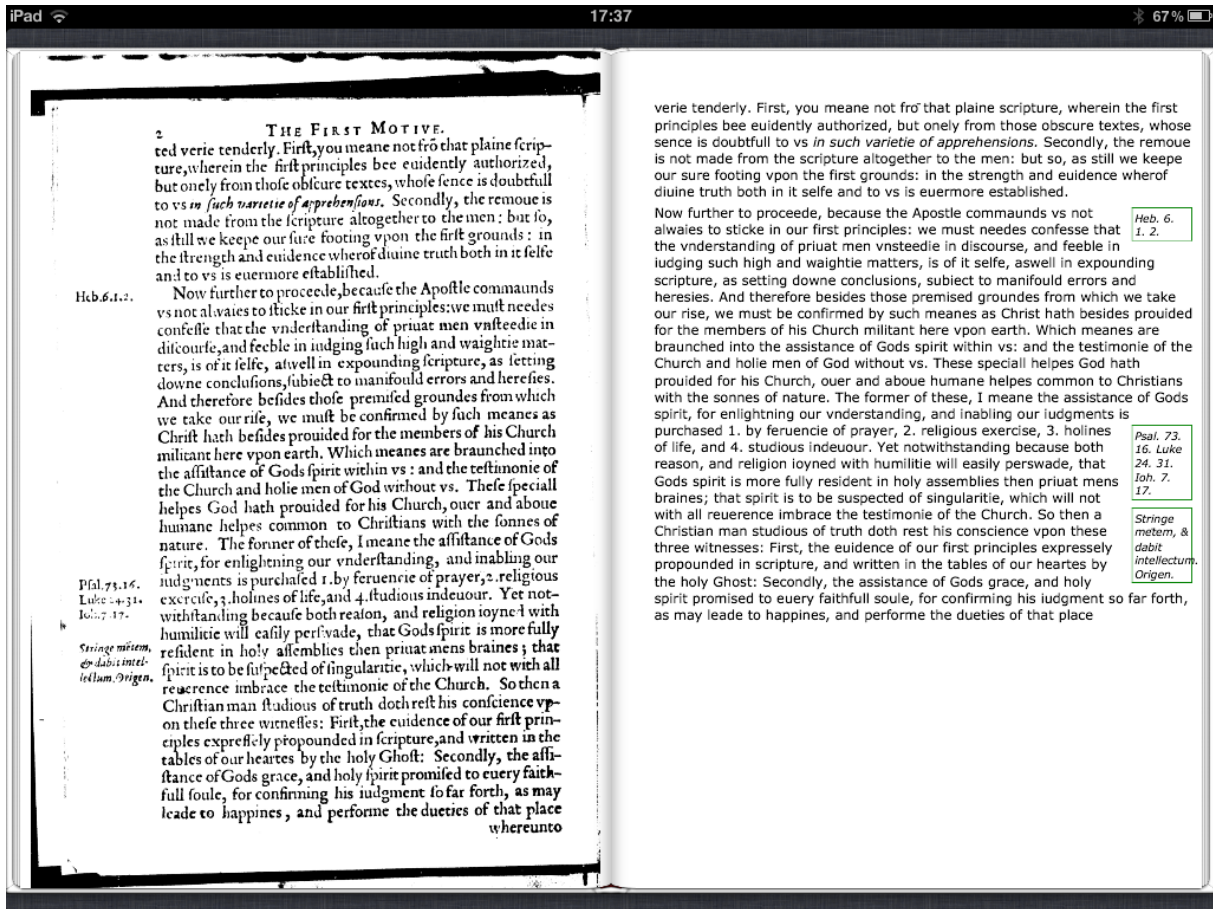 iPad
17:37
67%
2
THE FIRST MOTIVE.
ted verie tenderly. Firſt,you meane not frō that plaine ſcrip-
ture,wherein the firſt principles bee euidently authorized,
but onely from thoſe obſcure textes, whoſe ſence is doubtfull
to vs in ſuch varietie of apprehenſions. Secondly, the remoue is
not made from the ſcripture altogether to the men: but ſo,
as ſtill we keepe our ſure footing vpon the firſt grounds: in
the ſtrength and euidence wherof diuine truth both in it ſelfe
and to vs is euermore eſtabliſhed.
Heb.6.1.2.
Now further to proceede,becauſe the Apoſtle commaunds
vs not alwaies to ſticke in our firſt principles:we muſt needes
confeſſe that the vnderſtanding of priuat men vnſteedie in
diſcourſe,and feeble in iudging ſuch high and waightie mat-
ters, is of it ſelfe, aſwell in expounding ſcripture, as ſetting
downe concluſions,ſubiect to manifould errors and hereſies.
And therefore beſides thoſe premiſed groundes from which
we take our riſe, we muſt be confirmed by ſuch meanes as
Chriſt hath beſides prouided for the members of his Church
militant here vpon earth. Which meanes are braunched into
the aſſiſtance of Gods ſpirit within vs: and the teſtimonie of
the Church and holie men of God without vs. Theſe ſpeciall
helpes God hath prouided for his Church, ouer and aboue
humane helpes common to Chriſtians with the ſonnes of
nature. The former of theſe, I meane the aſſiſtance of Gods
ſpirit, for enlightning our vnderſtanding, and inabling our
iudgments is purchaſed 1.by feruencie of prayer,2.religious
exerciſe,3.holines of life,and 4.ſtudious indeuour. Yet not-
withſtanding becauſe both reaſon, and religion ioyned with
humilitie will eaſily perſwade, that Gods ſpirit is more fully
reſident in holy aſſemblies then priuat mens braines; that
ſpirit is to be ſuſpected of ſingularitie, which will not with all
reuerence imbrace the teſtimonie of the Church. So then a
Chriſtian man ſtudious of truth doth reſt his conſcience vp-
on theſe three witneſſes: Firſt,the euidence of our firſt prin-
ciples expreſſely propounded in ſcripture,and written in the
tables of our heartes by the holy Ghoſt: Secondly, the aſſi-
ſtance of Gods grace, and holy ſpirit promiſed to euery faith-
full ſoule, for confirming his iudgment ſo far forth, as may
leade to happines, and performe the dueties of that place
whereunto
Pſal.73.16.
Luke 24.31.
Ioh.7.17.
Stringe mētem,
& dabit intel-
lectum.Origen.
verie tenderly. First, you meane not frō that plaine scripture, wherein the first
principles bee euidently authorized, but onely from those obscure textes, whose
sence is doubtfull to vs in such varietie of apprehensions. Secondly, the remoue
is not made from the scripture altogether to the men: but so, as still we keepe
our sure footing vpon the first grounds: in the strength and euidence wherof
diuine truth both in it selfe and to vs is euermore established.
Now further to proceede, because the Apostle commaunds vs not
alwaies to sticke in our first principles: we must needes confesse that
the vnderstanding of priuat men vnsteedie in discourse, and feeble in
iudging such high and waightie matters, is of it selfe, aswell in expounding
scripture, as setting downe conclusions, subiect to manifould errors and
heresies. And therefore besides those premised groundes from which we take
our rise, we must be confirmed by such meanes as Christ hath besides prouided
for the members of his Church militant here vpon earth. Which meanes are
braunched into the assistance of Gods spirit within vs: and the testimonie of the
Church and holie men of God without vs. These speciall helpes God hath
prouided for his Church, ouer and aboue humane helpes common to Christians
with the sonnes of nature. The former of these, I meane the assistance of Gods
spirit, for enlightning our vnderstanding, and inabling our iudgments is
purchased 1. by feruencie of prayer, 2. religious exercise, 3. holines
of life, and 4. studious indeuour. Yet notwithstanding because both
reason, and religion ioyned with humilitie will easily perswade, that
Gods spirit is more fully resident in holy assemblies then priuat mens
braines; that spirit is to be suspected of singularitie, which will not
with all reuerence imbrace the testimonie of the Church. So then a
Christian man studious of truth doth rest his conscience vpon these
three witnesses: First, the euidence of our first principles expressely
propounded in scripture, and written in the tables of our heartes by
the holy Ghost: Secondly, the assistance of Gods grace, and holy
spirit promised to euery faithfull soule, for confirming his iudgment so far forth,
as may leade to happines, and performe the dueties of that place
Heb. 6.
1. 2.
Psal. 73.
16. Luke
24. 31.
Ioh. 7.
17.
Stringe
mētem, &
dabit
intellectum.
Origen.